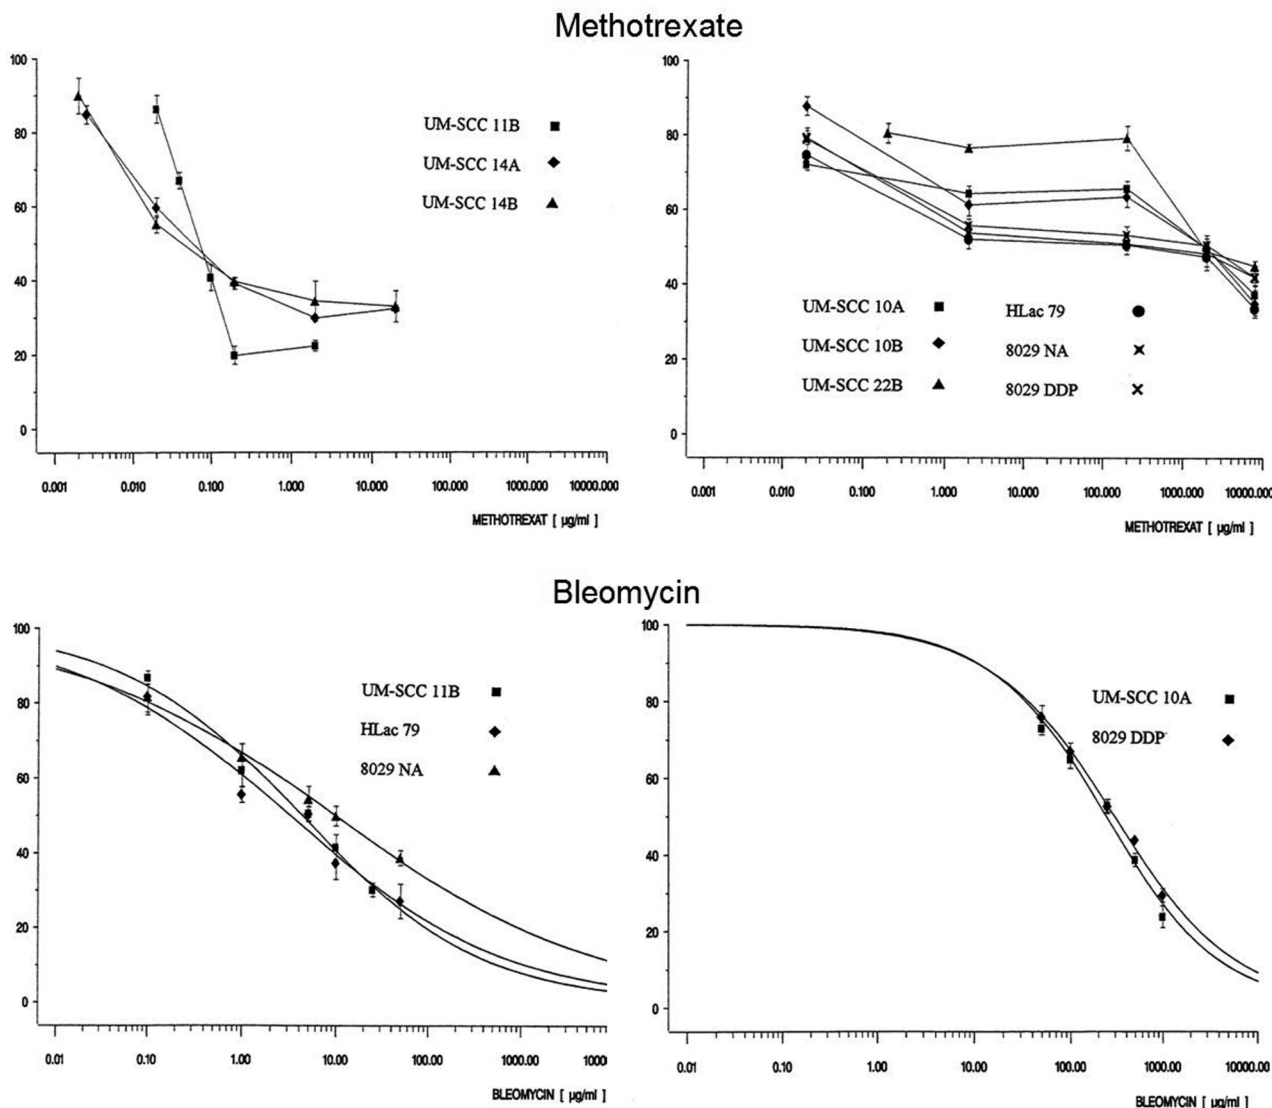 Methotrexate
100
80
60
40
20
0
UM-SCC 11B
UM-SCC 14A
UM-SCC 14B
0.001 0.010 0.100 1.000 10.000 100.000 1000.000 10000.000
METHOTREXAT [ µg/ml ]
100
80
60
40
20
0
UM-SCC 10A HLac 79
UM-SCC 10B 8029 NA
UM-SCC 22B 8029 DDP
0.001 0.010 0.100 1.000 10.000 100.000 1000.000 10000.000
METHOTREXAT [ µg/ml ]
Bleomycin
100
80
60
40
20
0
UM-SCC 11B
HLac 79
8029 NA
0.01 0.10 1.00 10.00 100.00 1000.00
BLEOMYCIN [ µg/ml ]
100
80
60
40
20
0
UM-SCC 10A
8029 DDP
0.01 0.10 1.00 10.00 100.00 1000.00 10000.0
BLEOMYCIN [ µg/ml ]